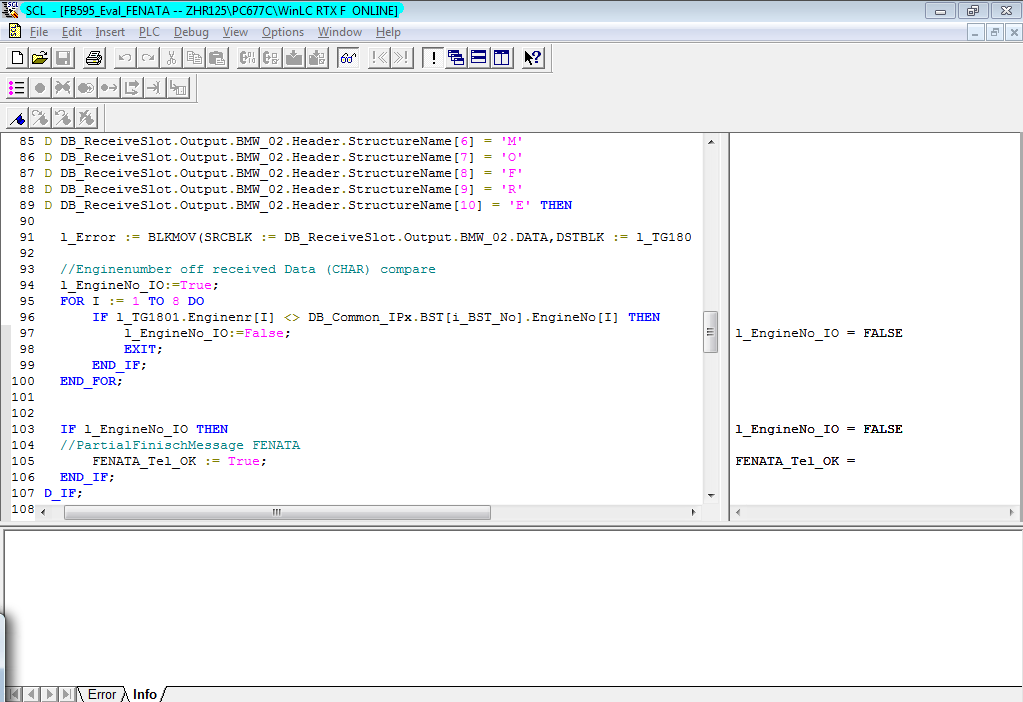 SCL - [FB595_Eval_FENATA -- ZHR125\PC677C\WinLC RTX F ONLINE]
File Edit Insert PLC Debug View Options Window Help
85 D DB_ReceiveSlot.Output.BMW_02.Header.StructureName[6] = 'M'
86 D DB_ReceiveSlot.Output.BMW_02.Header.StructureName[7] = 'O'
87 D DB_ReceiveSlot.Output.BMW_02.Header.StructureName[8] = 'F'
88 D DB_ReceiveSlot.Output.BMW_02.Header.StructureName[9] = 'R'
89 D DB_ReceiveSlot.Output.BMW_02.Header.StructureName[10] = 'E' THEN
90
91 l_Error := BLKMOV(SRCBLK := DB_ReceiveSlot.Output.BMW_02.DATA,DSTBLK := l_TG180
92
93 //Enginenumber off received Data (CHAR) compare
94 l_EngineNo_IO:=True;
95 FOR I := 1 TO 8 DO
96 IF l_TG1801.Enginenr[I] <> DB_Common_IPx.BST[i_BST_No].EngineNo[I] THEN
97 l_EngineNo_IO:=False; l_EngineNo_IO = FALSE
98 EXIT;
99 END_IF;
100 END_FOR;
101
102
103 IF l_EngineNo_IO THEN l_EngineNo_IO = FALSE
104 //PartialFinischMessage FENATA
105 FENATA_Tel_OK := True; FENATA_Tel_OK =
106 END_IF;
107 D_IF;
108
Error Info